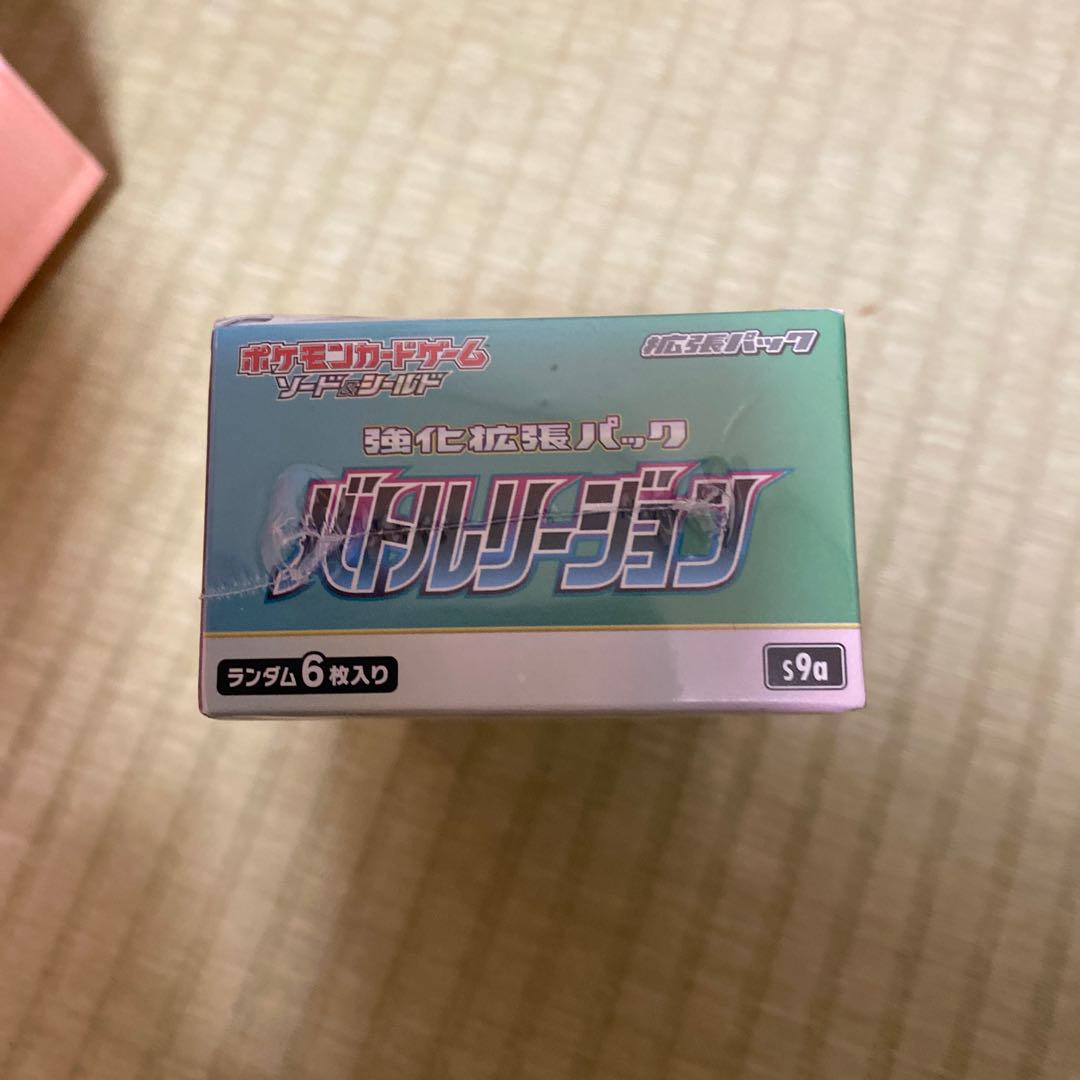 ポケモンカードゲーム
ソード&シールド
拡張パック
強化拡張パック
バトルリージョン
ランダム6枚入り
s9a